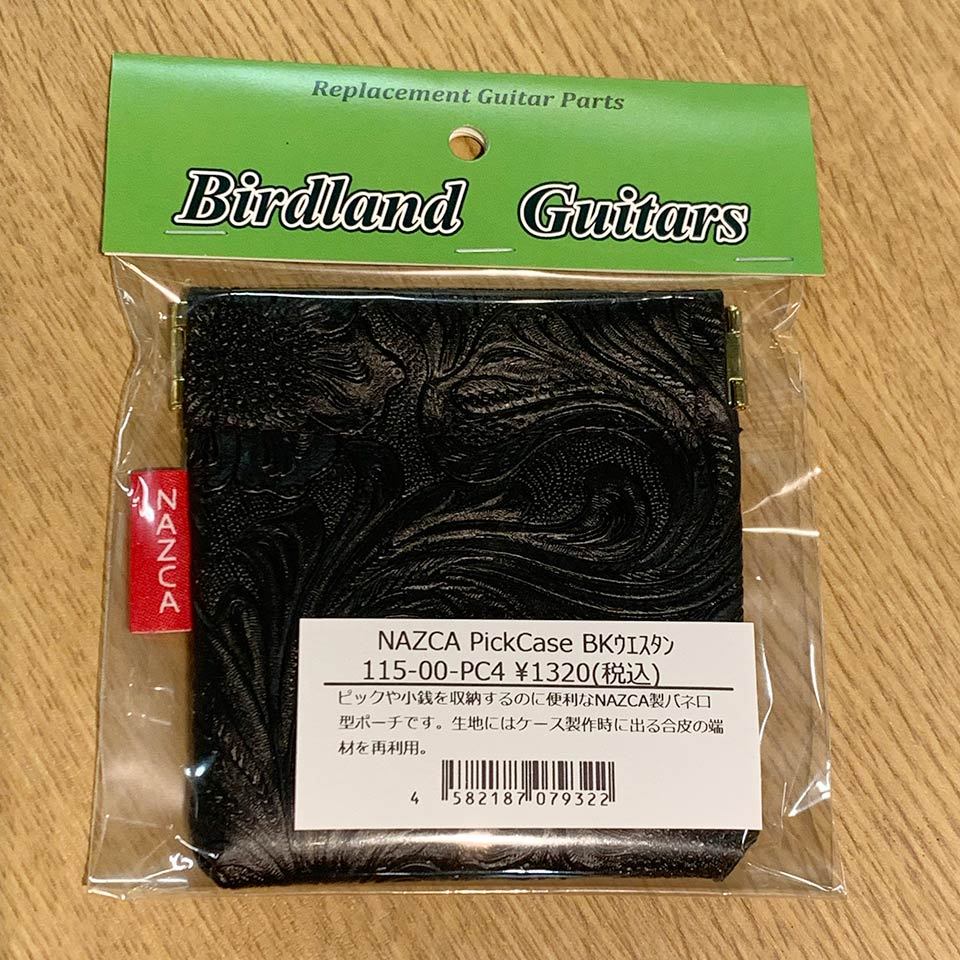 Replacement Guitar Parts
Birdland Guitars
NAZCA
NAZCA PickCase BKｳｴｽﾀﾝ
115-00-PC4 ¥1320(税込)
ピックや小銭を収納するのに便利なNAZCA製バネ口
型ポーチです。生地にはケース製作時に出る合皮の端
材を再利用。
4 582187 079322